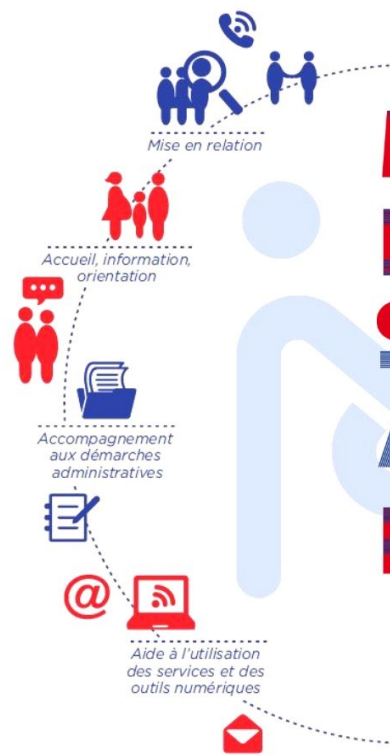 Mise en relation
Accueil, information,
orientation
Accompagnement
aux démarches
administratives
@
Aide à l'utilisation
des services et des
outils numériques